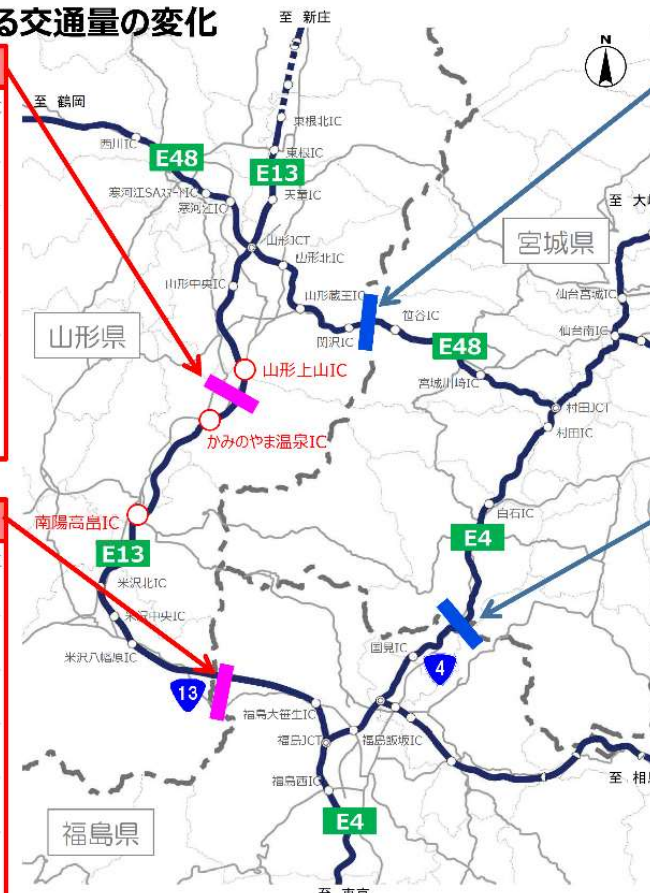 る交通量の変化
至 新庄
N
至 鶴岡
東根北IC
西川IC
E48
東根IC
E13
寒河江SAスマートIC
天童IC
寒河江IC
至 大
山形JCT
宮城県
山形北IC
山形中央IC
山形蔵王IC
仙台宮城IC
笹谷IC
山形県
関沢IC
仙台南IC
E48
山形上山IC
宮城川崎IC
村田JCT
かみのやま温泉IC
村田IC
南陽高畠IC
白石IC
E13
E4
米沢北IC
米沢中央IC
国見IC
米沢八幡原IC
4
13
福島大笹生IC
福島JCT
福島飯坂IC
福島西IC
至 相
E4
福島県
至 東京